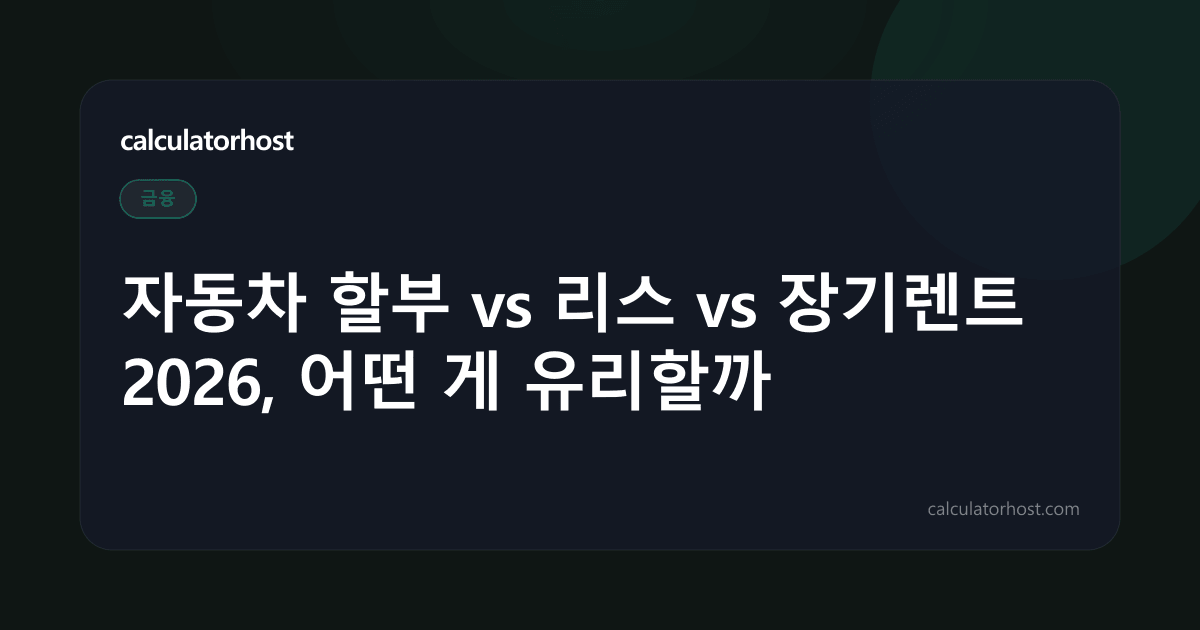 calculatorhost
금융
자동차 할부 vs 리스 vs 장기렌트
2026, 어떤 게 유리할까
calculatorhost.com